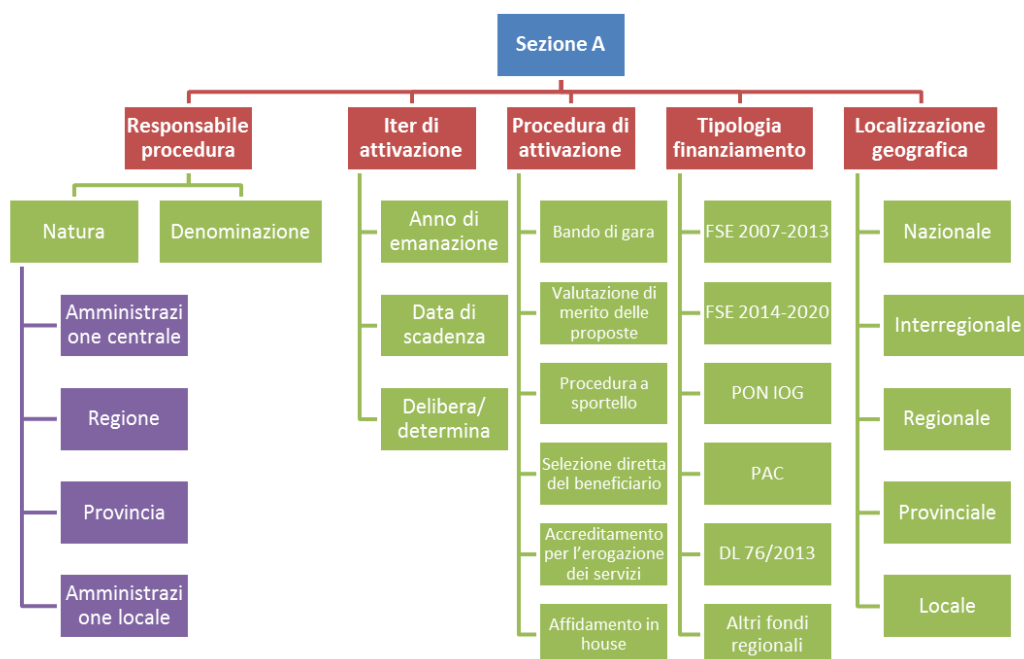 Sezione A
Responsabile
procedura
Iter di
attivazione
Procedura di
attivazione
Tipologia
finanziamento
Localizzazione
geografica
Natura
Denominazione
Amministrazi
one centrale
Regione
Provincia
Amministrazi
one locale
Anno di
emanazione
Data di
scadenza
Delibera/
determina
Bando di gara
Valutazione di
merito delle
proposte
Procedura a
sportello
Selezione diretta
del beneficiario
Accreditamento
per l'erogazione
dei servizi
Affidamento in
house
FSE 2007-2013
FSE 2014-2020
PON IOG
PAC
DL 76/2013
Altri fondi
regionali
Nazionale
Interregionale
Regionale
Provinciale
Locale